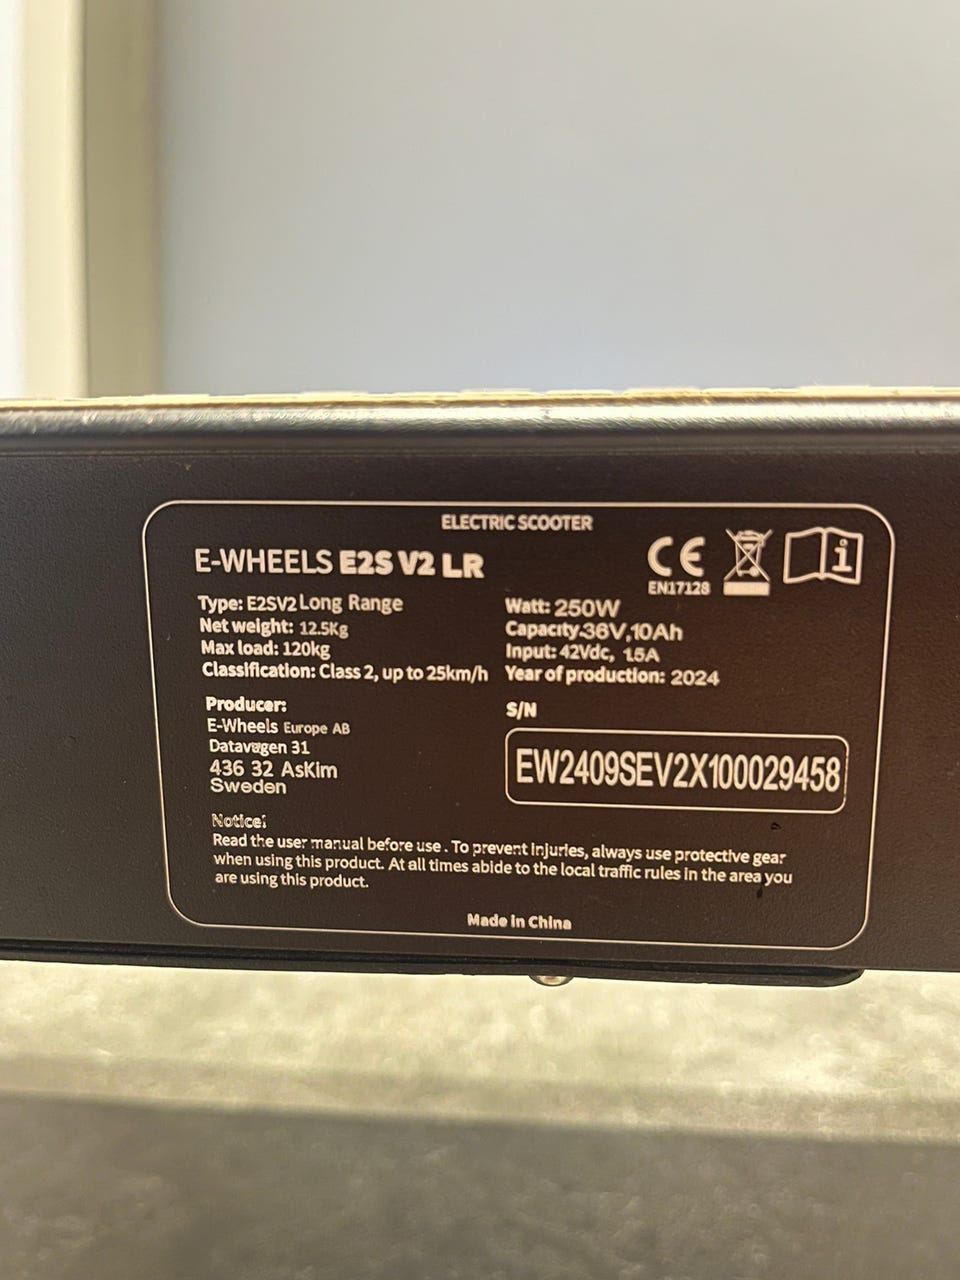 ELECTRIC SCOOTER
E-WHEELS E2S V2 LR
CE
EN17128
Type: E2SV2 Long Range
Net weight: 12.5Kg
Max load: 120kg
Classification: Class 2, up to 25km/h
Watt: 250W
Capacity.36V,10Ah
Input: 42Vdc, 1.5A
Year of production: 2024
Producer:
E-Wheels Europe AB
Datavägen 31
436 32 AsKim
Sweden
S/N
EW2409SEV2X100029458
Notice!
Read the user manual before use . To prevent injuries, always use protective gear
when using this product. At all times abide to the local traffic rules in the area you
are using this product.
Made in China